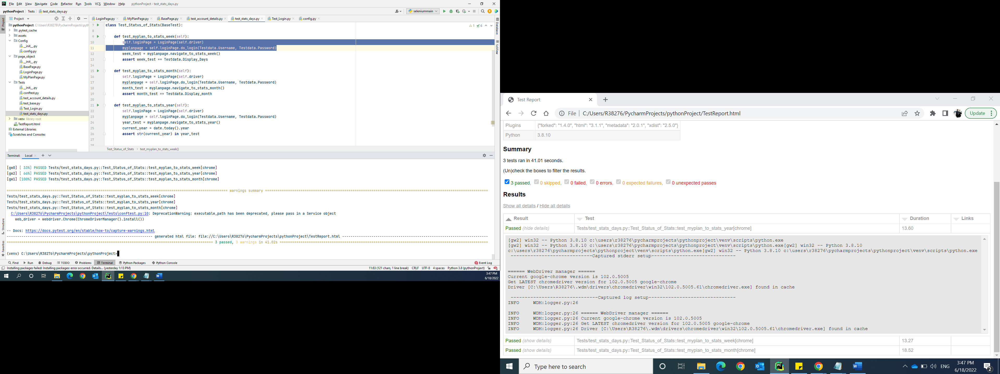 File Edit View Navigate Code Refactor Run Tools VCS Window Help pythonProject - test_stats_days.py
pythonProject Tests test_stats_days.py
seleniummain
Project
LoginPage.py MyPlanPage.py BasePage.py test_account_details.py test_stats_days.py Test_Login.py config.py
pythonProject C:\Users\R38276\PycharmProjects\pyth
.pytest_cache
assets
Config
__init__.py
config.py
page_object
__init__.py
BasePage.py
LoginPage.py
MyPlanPage.py
Tests
__init__.py
conftest.py
test_account_details.py
test_base.py
Test_Login.py
test_stats_days.py
venv library root
TestReport.html
External Libraries
Scratches and Consoles
Project
Structure
Favorites
Database
SciView
1 6
7 class Test_Status_of_Stats(BaseTest):
8
9 def test_myplan_to_stats_week(self):
10 self.loginPage = LoginPage(self.driver)
11 myplanpage = self.loginPage.do_login(Testdata.Username, Testdata.Password)
12 week_test = myplanpage.navigate_to_stats_week()
13 assert week_test == Testdata.Display_Days
14
15 def test_myplan_to_stats_month(self):
16 self.loginPage = LoginPage(self.driver)
17 myplanpage = self.loginPage.do_login(Testdata.Username, Testdata.Password)
18 month_test = myplanpage.navigate_to_stats_month()
19 assert month_test == Testdata.Display_month
20
21 def test_myplan_to_stats_year(self):
22 self.loginPage = LoginPage(self.driver)
23 myplanpage = self.loginPage.do_login(Testdata.Username, Testdata.Password)
24 year_test = myplanpage.navigate_to_stats_year()
25 current_year = date.today().year
26 assert str(current_year) in year_test
27
28
Test_Status_of_Stats › test_myplan_to_stats_week()
Terminal: Local
[gw0] [ 33%] PASSED Tests/test_stats_days.py::Test_Status_of_Stats::test_myplan_to_stats_week[chrome]
[gw2] [ 66%] PASSED Tests/test_stats_days.py::Test_Status_of_Stats::test_myplan_to_stats_year[chrome]
[gw1] [100%] PASSED Tests/test_stats_days.py::Test_Status_of_Stats::test_myplan_to_stats_month[chrome]
warnings summary
Tests/test_stats_days.py::Test_Status_of_Stats::test_myplan_to_stats_week[chrome]
Tests/test_stats_days.py::Test_Status_of_Stats::test_myplan_to_stats_year[chrome]
Tests/test_stats_days.py::Test_Status_of_Stats::test_myplan_to_stats_month[chrome]
C:\Users\R38276\PycharmProjects\pythonProject\Tests\conftest.py:10: DeprecationWarning: executable_path has been deprecated, please pass in a Service object
web_driver = webdriver.Chrome(ChromeDriverManager().install())
-- Docs: https://docs.pytest.org/en/stable/how-to/capture-warnings.html
generated html file: file://C:\Users\R38276\PycharmProjects\pythonProject\TestReport.html
3 passed, 3 warnings in 41.02s
(venv) C:\Users\R38276\PycharmProjects\pythonProject>
Find Run Debug TODO Problems Terminal Python Packages Python Console Event Log
Installing packages failed: Installing packages: error occurred. Details... (yesterday 1:13 PM) 11:83 (121 chars, 1 line break) CRLF UTF-8 4 spaces Python 3.8 (pythonProject)
3:47 PM
6/18/2022
Test Report
File C:/Users/R38276/PycharmProjects/pythonProject/TestReport.html Update
Plugins {"forked": "1.4.0", "html": "3.1.1", "metadata": "2.0.1", "xdist": "2.5.0"}
Python 3.8.10
Summary
3 tests ran in 41.01 seconds.
(Un)check the boxes to filter the results.
3 passed, 0 skipped, 0 failed, 0 errors, 0 expected failures, 0 unexpected passes
Results
Show all details / Hide all details
Result Test Duration Links
Passed (hide details) Tests/test_stats_days.py::Test_Status_of_Stats::test_myplan_to_stats_year[chrome] 13.60
[gw2] win32 -- Python 3.8.10 c:\users\r38276\pycharmprojects\pythonproject\venv\scripts\python.exe
[gw2] win32 -- Python 3.8.10 c:\users\r38276\pycharmprojects\pythonproject\venv\scripts\python.exe[gw2] win32 -- Python 3.8.10
c:\users\r38276\pycharmprojects\pythonproject\venv\scripts\python.exe[gw2] win32 -- Python 3.8.10 c:\users\r38276\pycharmprojects\pythonproject\venv\scripts\python.exe
-----------------------------Captured stderr setup------------------------------
====== WebDriver manager ======
Current google-chrome version is 102.0.5005
Get LATEST chromedriver version for 102.0.5005 google-chrome
Driver [C:\Users\R38276\.wdm\drivers\chromedriver\win32\102.0.5005.61\chromedriver.exe] found in cache
-------------------------------Captured log setup-------------------------------
INFO WDM:logger.py:26
INFO WDM:logger.py:26 ====== WebDriver manager ======
INFO WDM:logger.py:26 Current google-chrome version is 102.0.5005
INFO WDM:logger.py:26 Get LATEST chromedriver version for 102.0.5005 google-chrome
INFO WDM:logger.py:26 Driver [C:\Users\R38276\.wdm\drivers\chromedriver\win32\102.0.5005.61\chromedriver.exe] found in cache
Passed (show details) Tests/test_stats_days.py::Test_Status_of_Stats::test_myplan_to_stats_week[chrome] 13.27
Passed (show details) Tests/test_stats_days.py::Test_Status_of_Stats::test_myplan_to_stats_month[chrome] 18.52
Type here to search
ENG
3:47 PM
6/18/2022
2